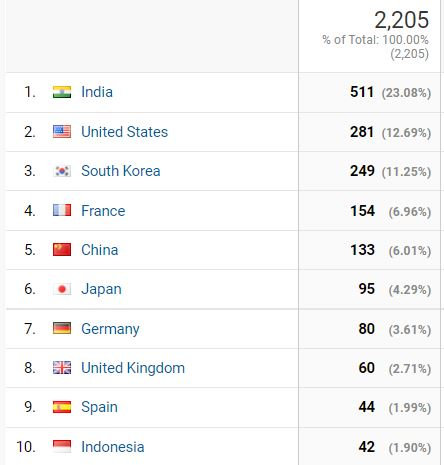 2,205
% of Total: 100.00%
(2,205)
1. India 511 (23.08%)
2. United States 281 (12.69%)
3. South Korea 249 (11.25%)
4. France 154 (6.96%)
5. China 133 (6.01%)
6. Japan 95 (4.29%)
7. Germany 80 (3.61%)
8. United Kingdom 60 (2.71%)
9. Spain 44 (1.99%)
10. Indonesia 42 (1.90%)